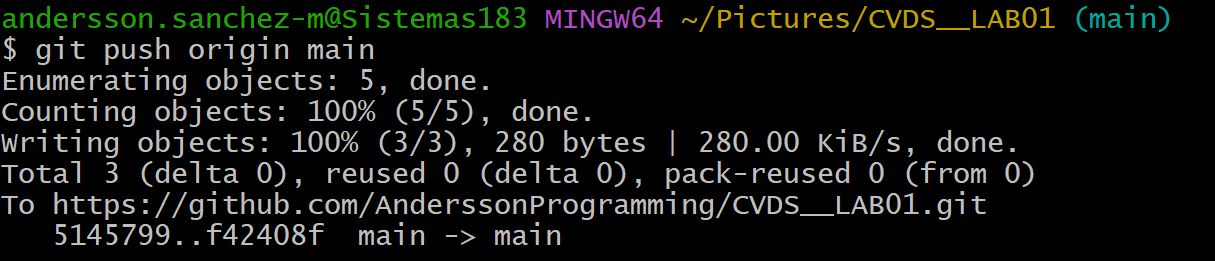 andersson.sanchez-m@Sistemas183 MINGW64 ~/Pictures/CVDS__LAB01 (main)
$ git push origin main
Enumerating objects: 5, done.
Counting objects: 100% (5/5), done.
Writing objects: 100% (3/3), 280 bytes | 280.00 KiB/s, done.
Total 3 (delta 0), reused 0 (delta 0), pack-reused 0 (from 0)
To https://github.com/AnderssonProgramming/CVDS__LAB01.git
   5145799..f42408f  main -> main